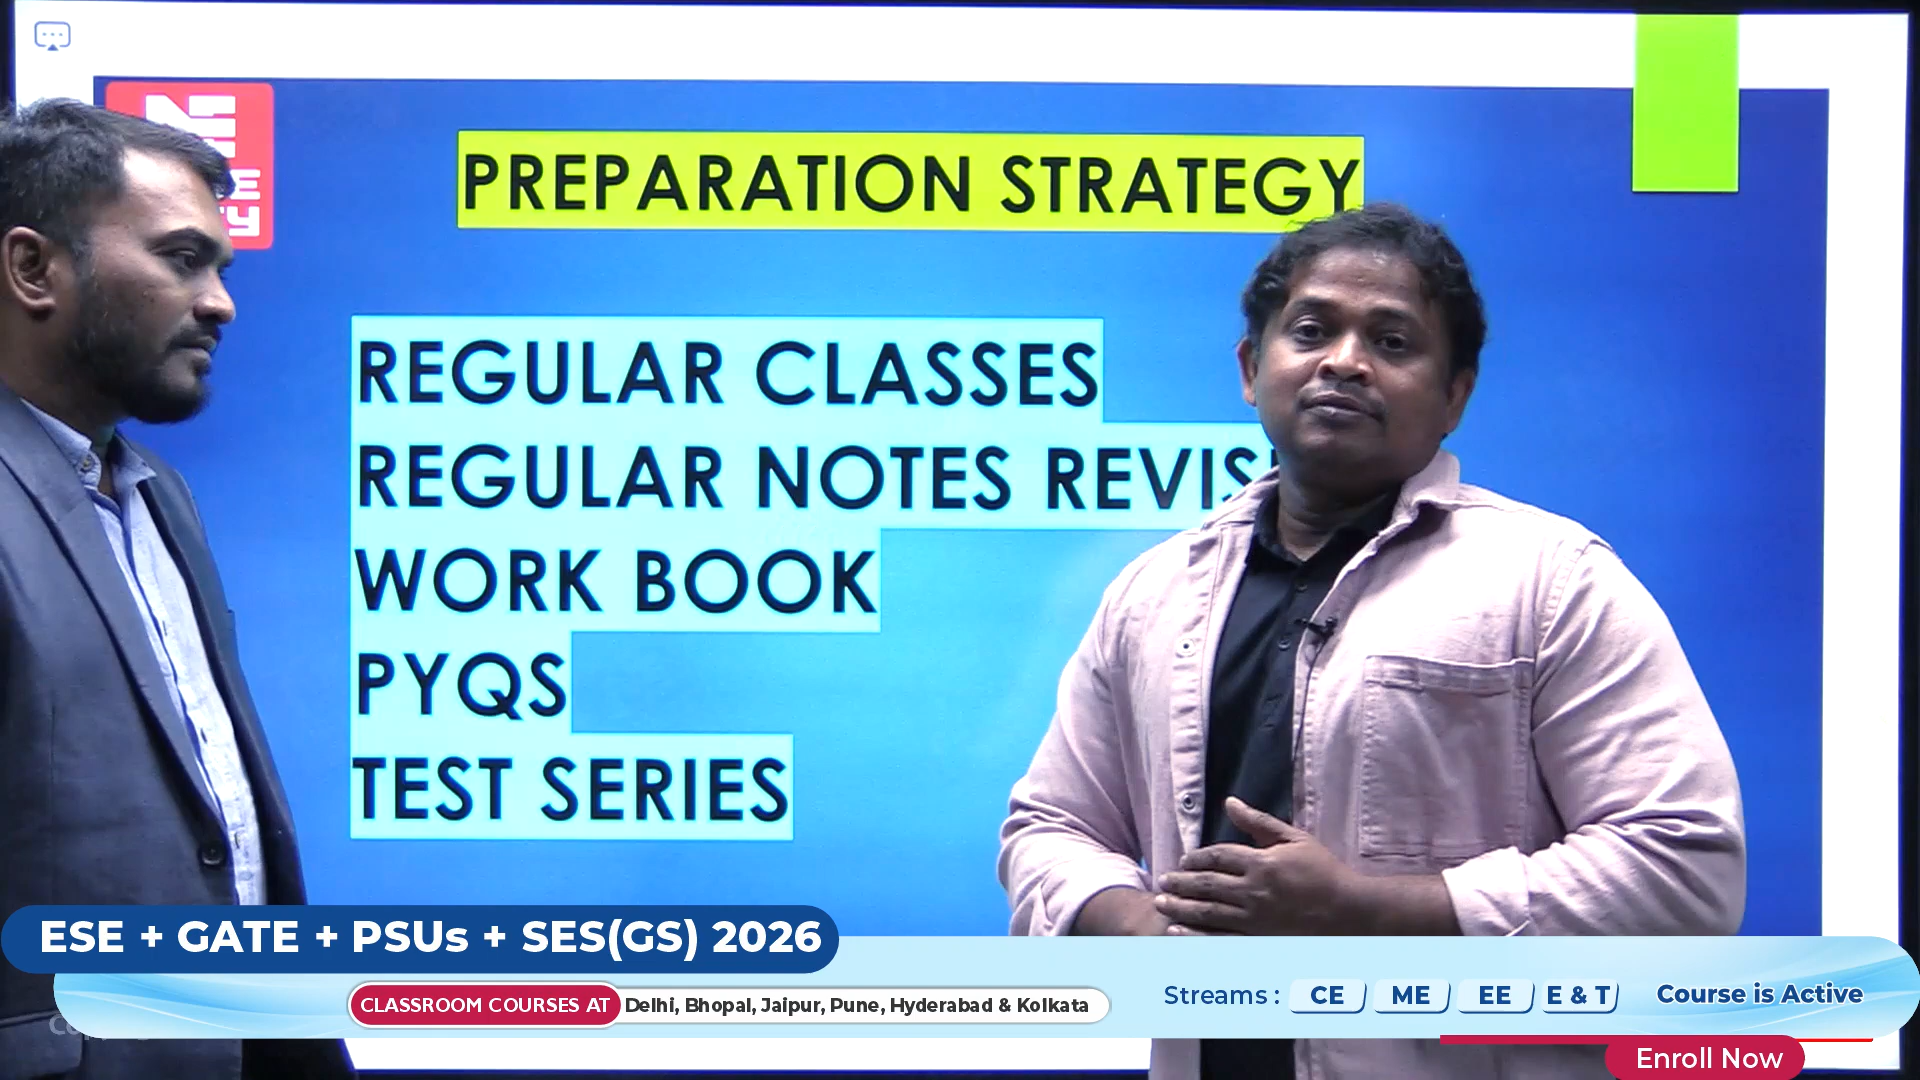 PREPARATION STRATEGY
REGULAR CLASSES
REGULAR NOTES
WORK BOOK
PYQS
TEST SERIES
ESE + GATE + PSUs + SES(GS) 2026
CLASSROOM COURSES AT Delhi, Bhopal, Jaipur, Pune, Hyderabad & Kolkata
Streams : CE ME EE E & T Course is Active
Enroll Now